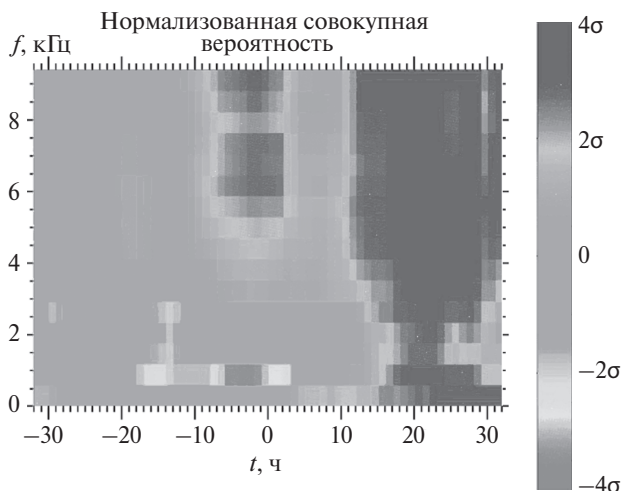 Нормализованная совокупная
вероятность
f, кГц
8
6
4
2
0
−30 −20 −10 0 10 20 30
t, ч
4σ
2σ
0
−2σ
−4σ